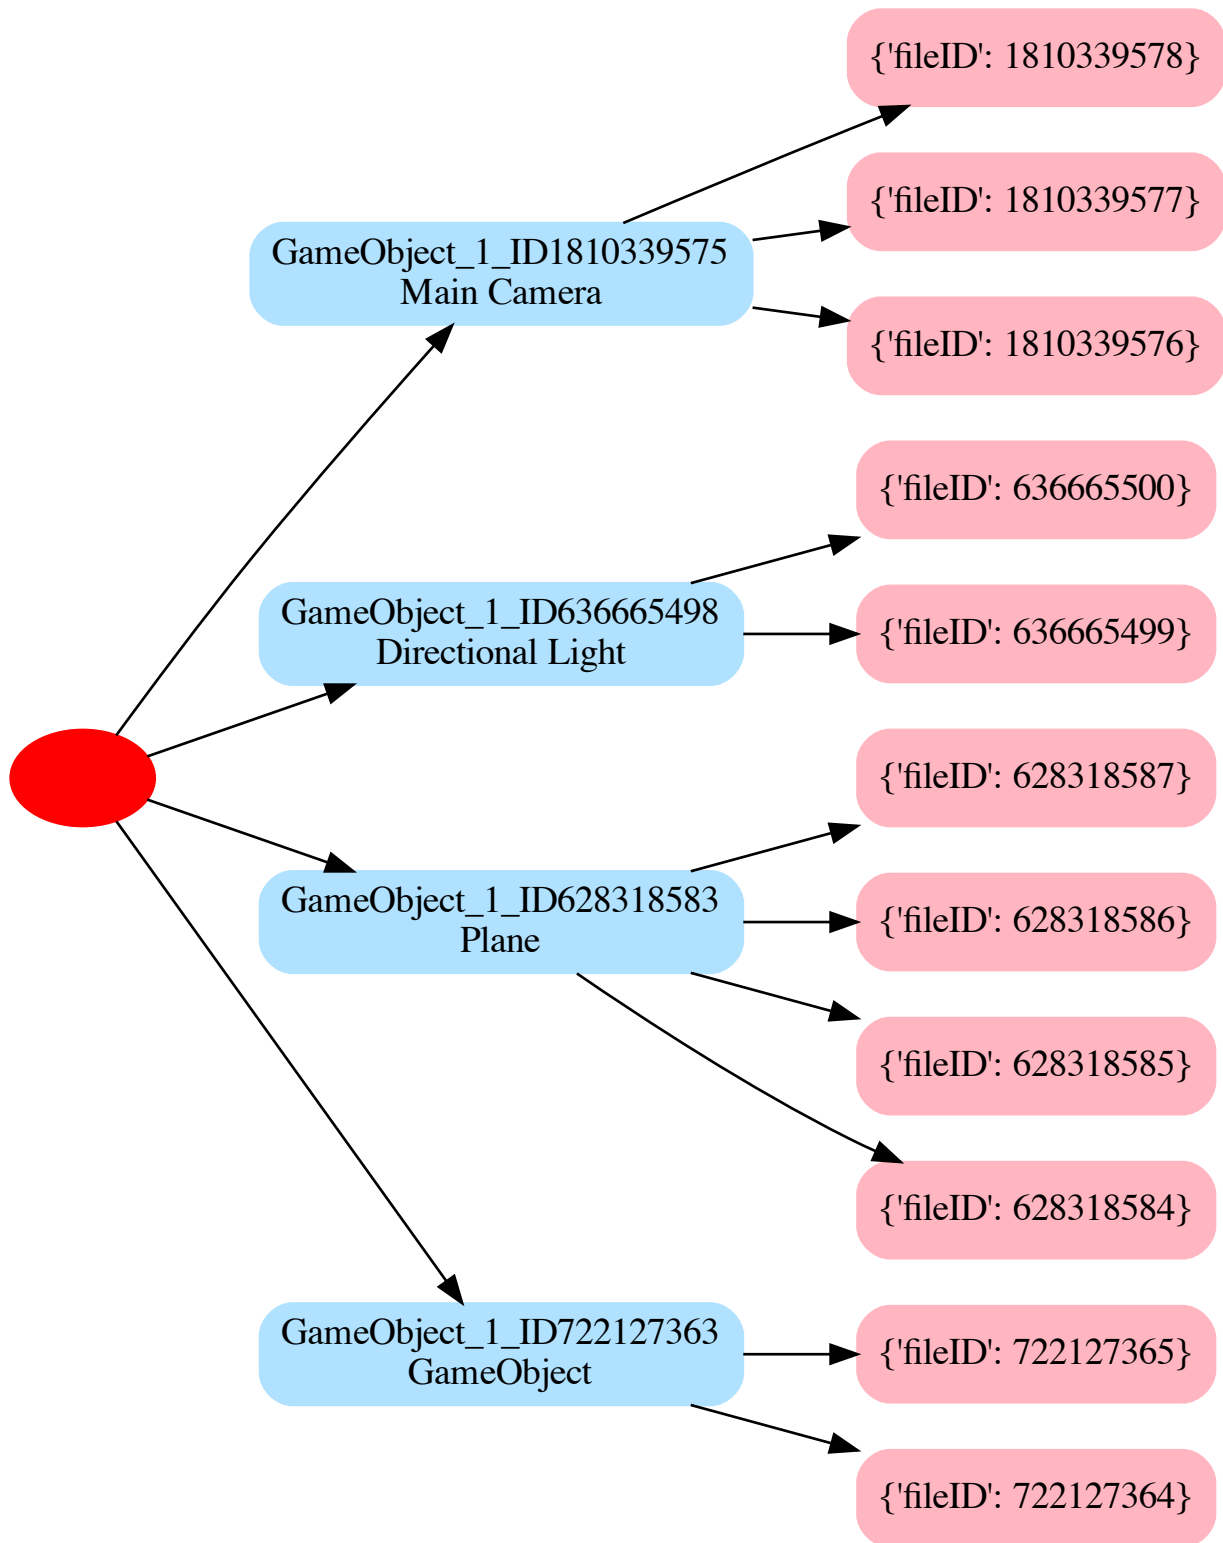 {'fileID': 1810339578}
{'fileID': 1810339577}
GameObject_1_ID1810339575
Main Camera
{'fileID': 1810339576}
{'fileID': 636665500}
GameObject_1_ID636665498
Directional Light
{'fileID': 636665499}
{'fileID': 628318587}
GameObject_1_ID628318583
Plane
{'fileID': 628318586}
{'fileID': 628318585}
{'fileID': 628318584}
GameObject_1_ID722127363
GameObject
{'fileID': 722127365}
{'fileID': 722127364}